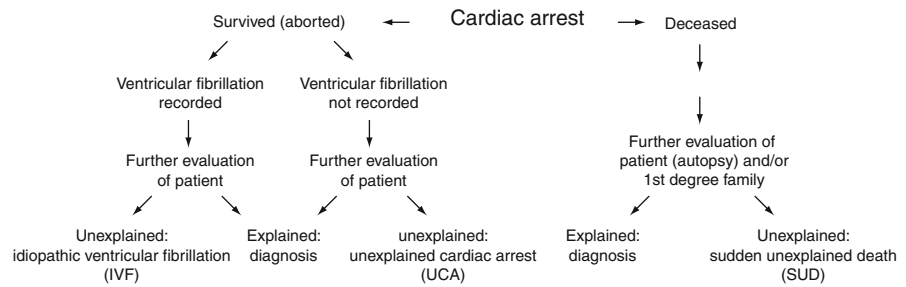 Cardiac arrest
Survived (aborted)
Deceased
Ventricular fibrillation
recorded
Ventricular fibrillation
not recorded
Further evaluation
of patient
Further evaluation
of patient
Further evaluation of
patient (autopsy) and/or
1st degree family
Unexplained:
idiopathic ventricular fibrillation
(IVF)
Explained:
diagnosis
unexplained:
unexplained cardiac arrest
(UCA)
Explained:
diagnosis
Unexplained:
sudden unexplained death
(SUD)